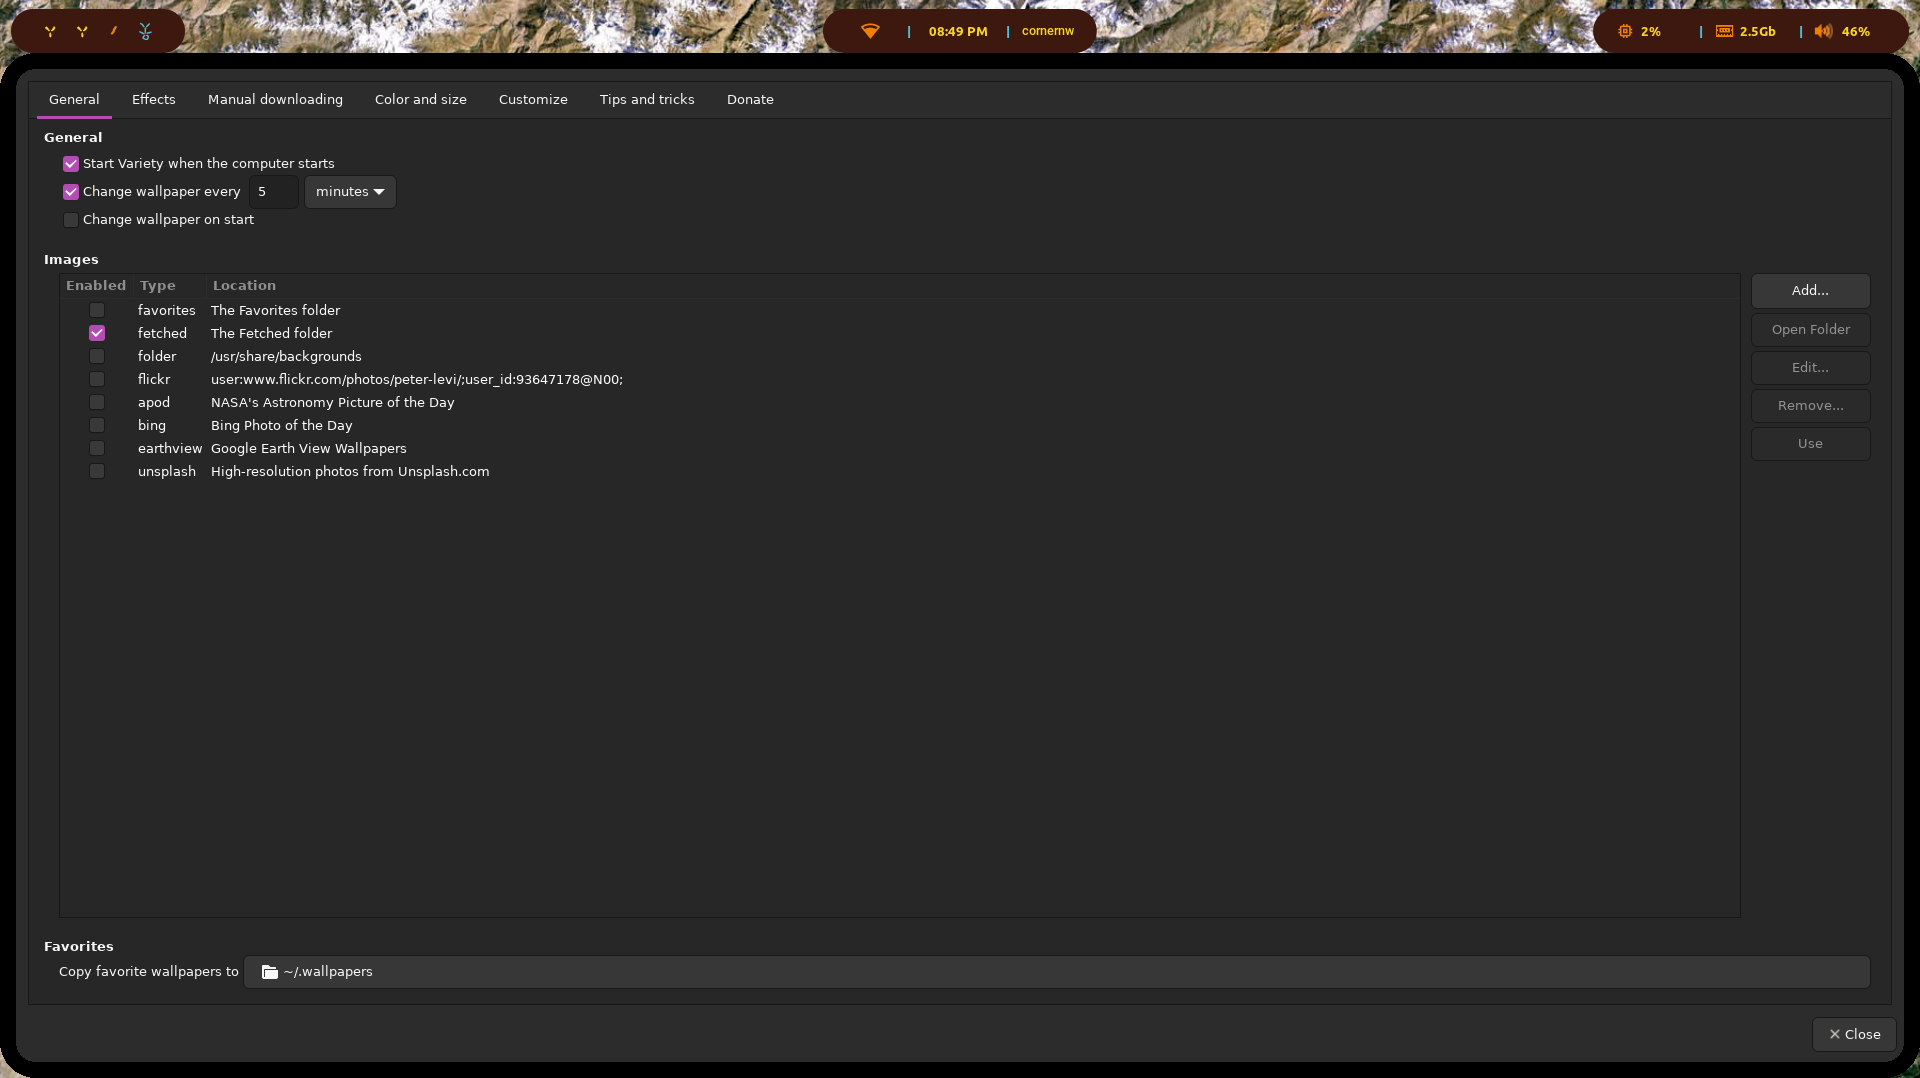 08:49 PM | cornernw
2% | 2.5Gb | 46%
General Effects Manual downloading Color and size Customize Tips and tricks Donate
General
Start Variety when the computer starts
Change wallpaper every 5 minutes
Change wallpaper on start
Images
Enabled Type Location
favorites The Favorites folder
fetched The Fetched folder
folder /usr/share/backgrounds
flickr user:www.flickr.com/photos/peter-levi/;user_id:93647178@N00;
apod NASA's Astronomy Picture of the Day
bing Bing Photo of the Day
earthview Google Earth View Wallpapers
unsplash High-resolution photos from Unsplash.com
Add...
Open Folder
Edit...
Remove...
Use
Favorites
Copy favorite wallpapers to ~/.wallpapers
Close